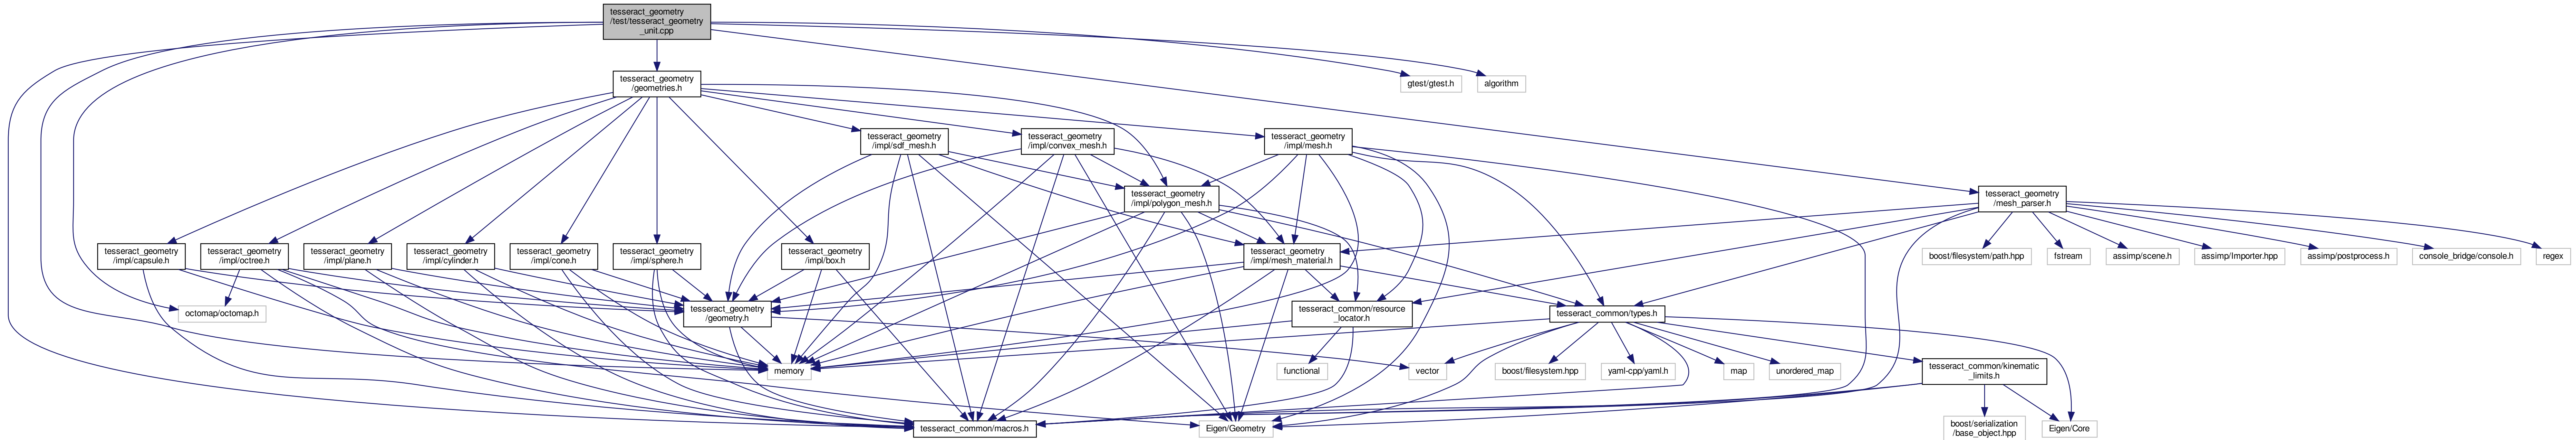 tesseract_geometry
/test/tesseract_geometry
_unit.cpp
tesseract_geometry
/geometries.h
gtest/gtest.h
algorithm
tesseract_geometry
/impl/sdf_mesh.h
tesseract_geometry
/impl/convex_mesh.h
tesseract_geometry
/impl/mesh.h
tesseract_geometry
/impl/polygon_mesh.h
tesseract_geometry
/mesh_parser.h
tesseract_geometry
/impl/capsule.h
tesseract_geometry
/impl/octree.h
tesseract_geometry
/impl/plane.h
tesseract_geometry
/impl/cylinder.h
tesseract_geometry
/impl/cone.h
tesseract_geometry
/impl/sphere.h
tesseract_geometry
/impl/box.h
tesseract_geometry
/impl/mesh_material.h
boost/filesystem/path.hpp
fstream
assimp/scene.h
assimp/Importer.hpp
assimp/postprocess.h
console_bridge/console.h
regex
octomap/octomap.h
tesseract_geometry
/geometry.h
tesseract_common/resource
_locator.h
tesseract_common/types.h
memory
functional
vector
boost/filesystem.hpp
yaml-cpp/yaml.h
map
unordered_map
tesseract_common/kinematic
_limits.h
tesseract_common/macros.h
Eigen/Geometry
boost/serialization
/base_object.hpp
Eigen/Core